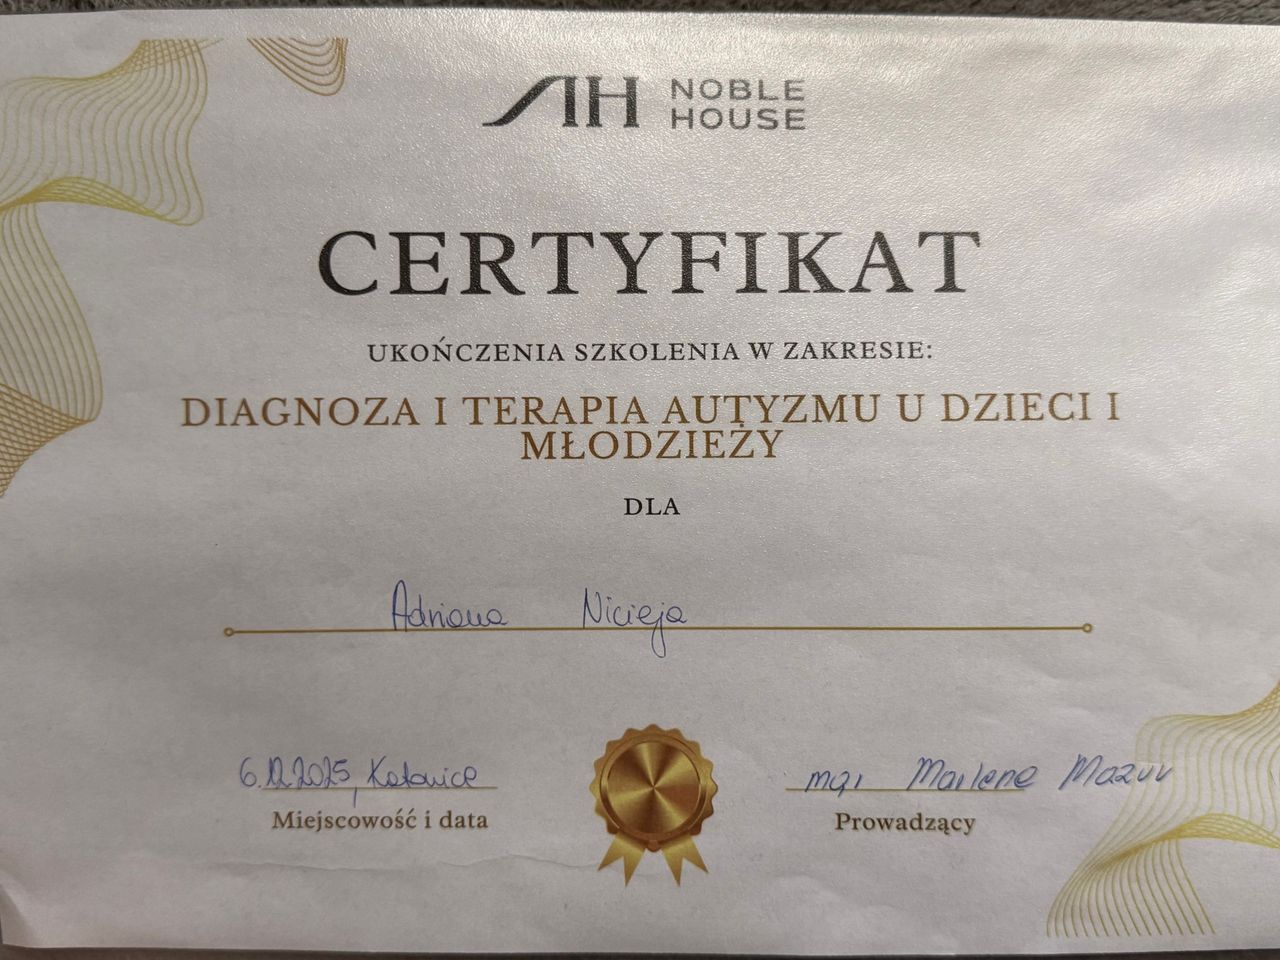 NOBLE
HOUSE
CERTYFIKAT
UKOŃCZENIA SZKOLENIA W ZAKRESIE:
DIAGNOZA I TERAPIA AUTYZMU U DZIECI I
MŁODZIEŻY
DLA
Adriana Nicieja
6.12.2025, Katowice
mgr Marlena Mazur
Miejscowość i data
Prowadzący